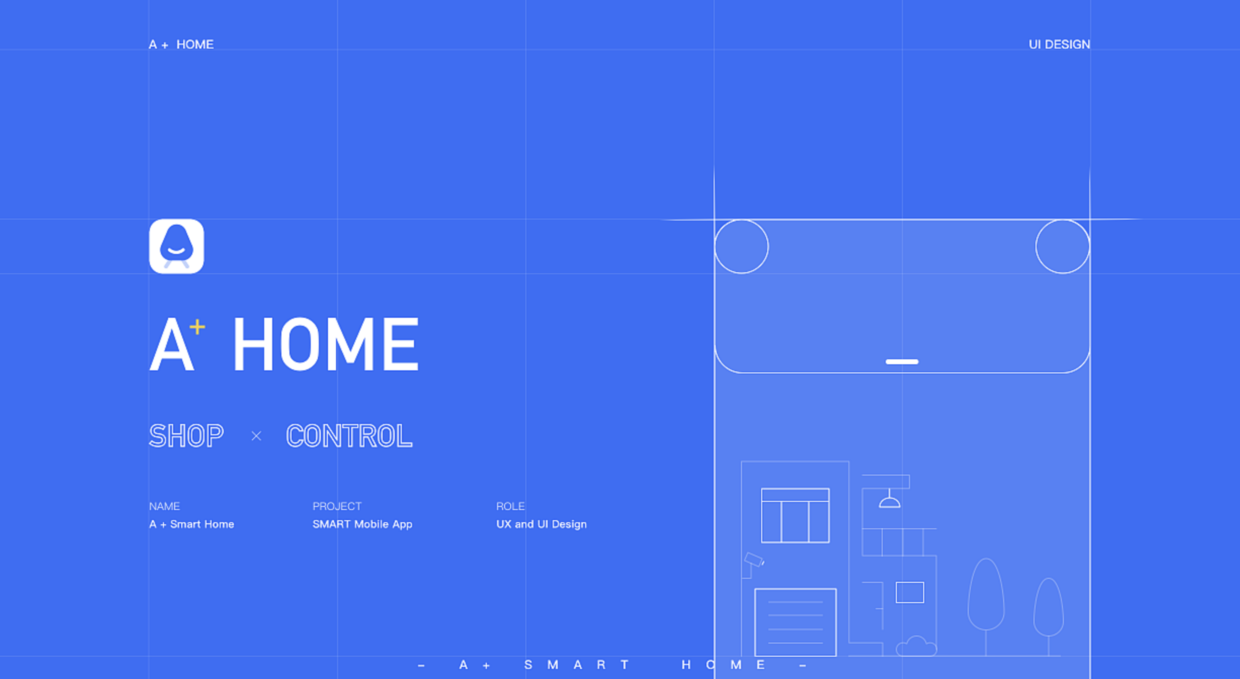 A + HOME
UI DESIGN
A+ HOME
SHOP × CONTROL
NAME
A + Smart Home
PROJECT
SMART Mobile App
ROLE
UX and UI Design
– A+ SMART HOME –